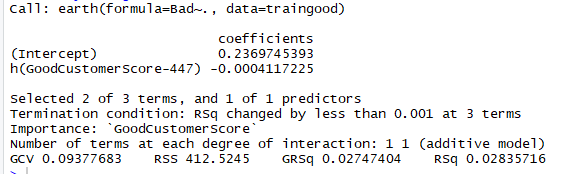 Call: earth(formula=Bad~., data=traingood)
coefficients
(Intercept) 0.2369745393
h(GoodCustomerScore-447) -0.0004117225
Selected 2 of 3 terms, and 1 of 1 predictors
Termination condition: RSq changed by less than 0.001 at 3 terms
Importance: `GoodCustomerScore`
Number of terms at each degree of interaction: 1 1 (additive model)
GCV 0.09377683 RSS 412.5245 GRSq 0.02747404 RSq 0.02835716
>